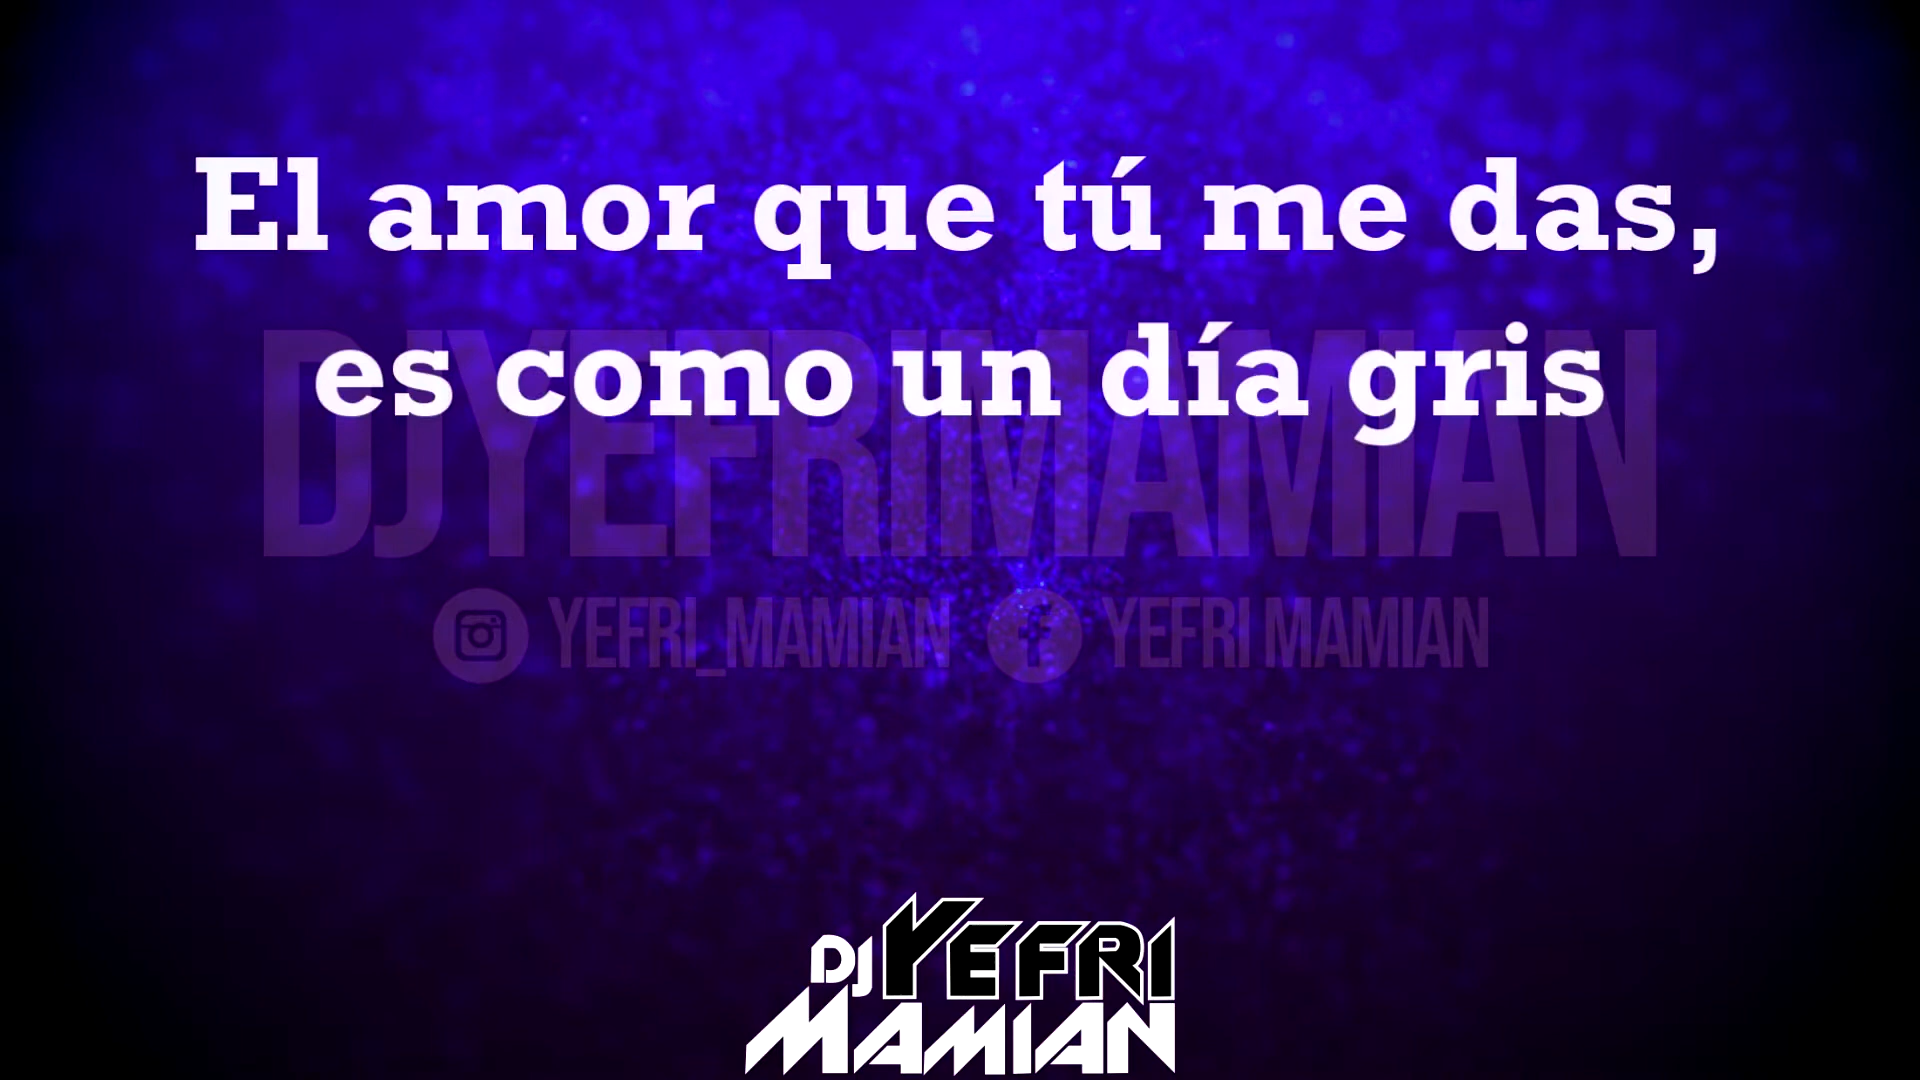 El amor que tú me das,
es como un día gris
DJYEFRIMAMIAN
YEFRI_MAMIAN YEFRI MAMIAN
DJ YEFRI
MAMIAN